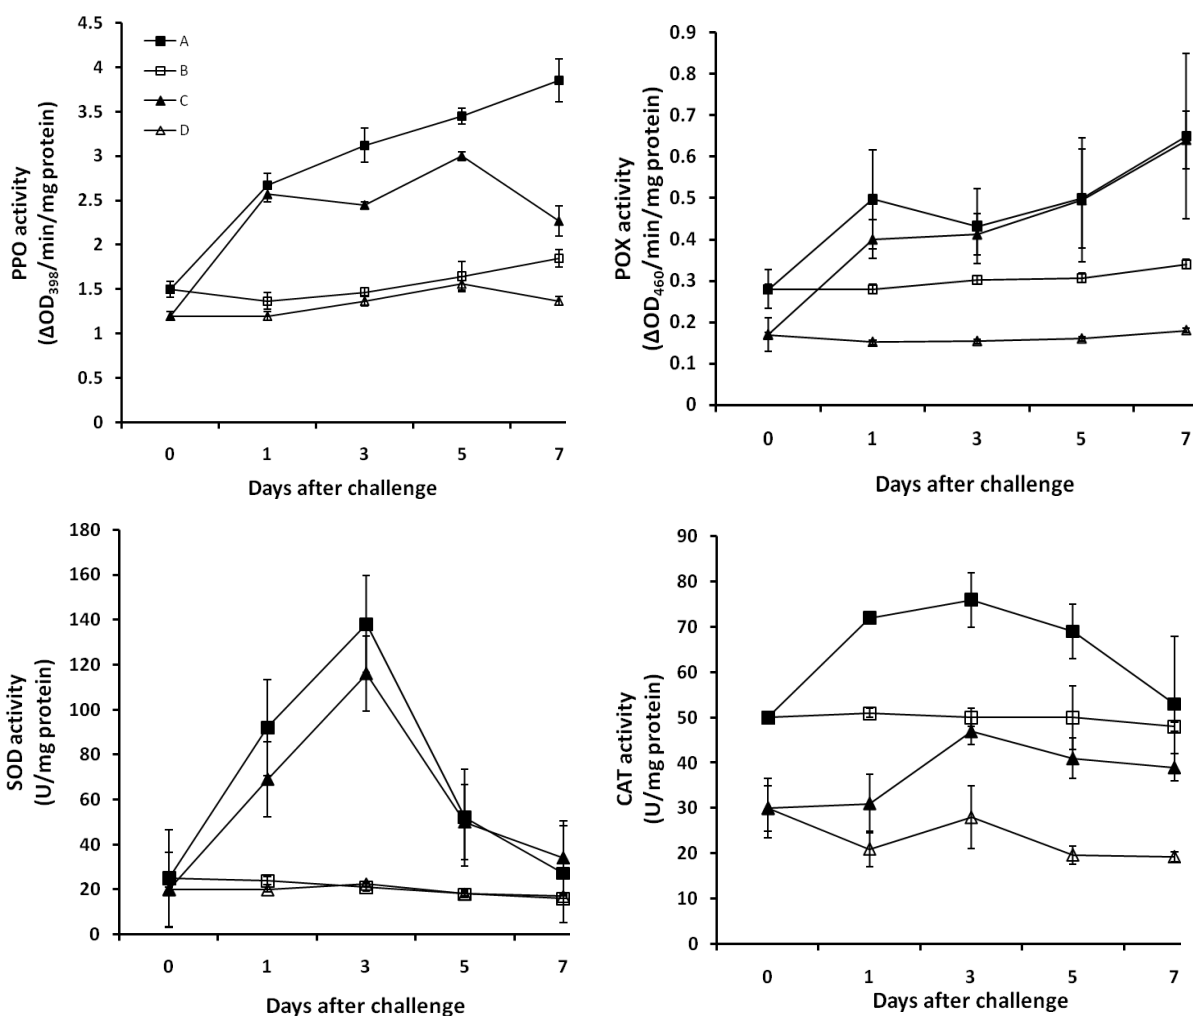 4.5
4
3.5
3
2.5
2
1.5
1
0.5
0
A
B
C
D
PPO activity
(ΔOD398/min/mg protein)
0 1 3 5 7
Days after challenge
0.9
0.8
0.7
0.6
0.5
0.4
0.3
0.2
0.1
0
POX activity
(ΔOD460/min/mg protein)
0 1 3 5 7
Days after challenge
180
160
140
120
100
80
60
40
20
0
SOD activity
(U/mg protein)
0 1 3 5 7
Days after challenge
90
80
70
60
50
40
30
20
10
0
CAT activity
(U/mg protein)
0 1 3 5 7
Days after challenge